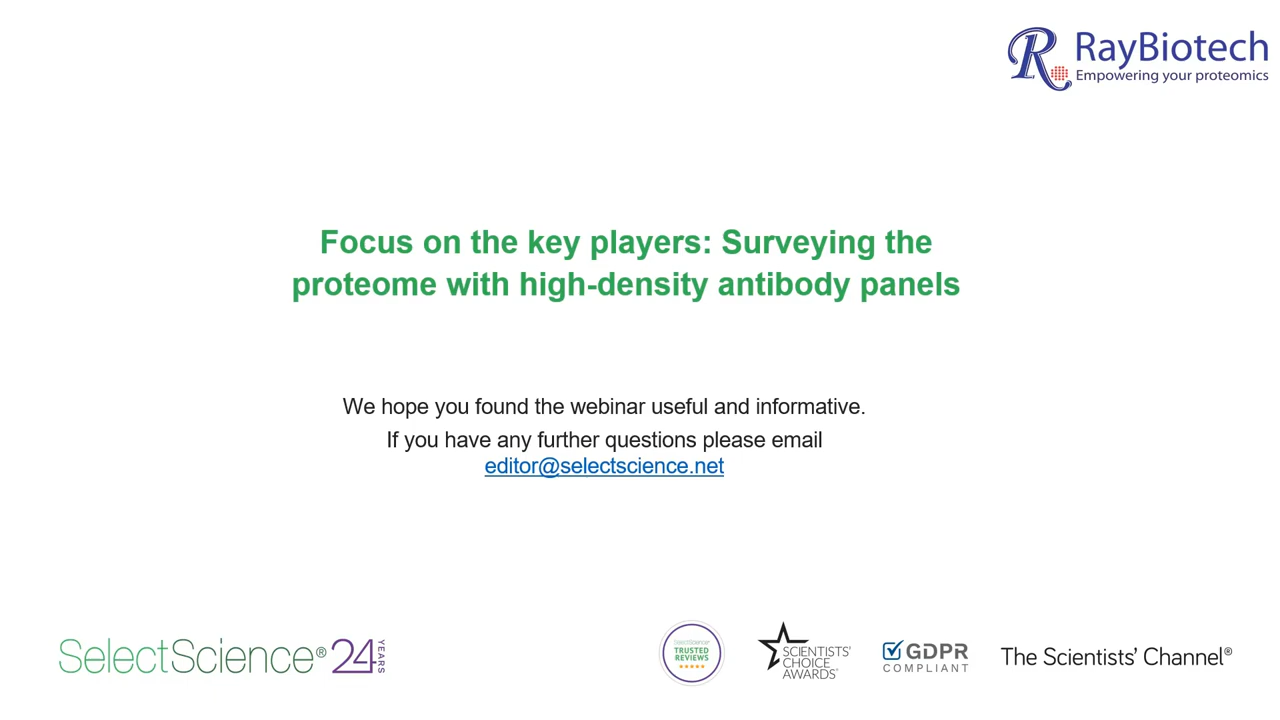 RayBiotech
Empowering your proteomics
Focus on the key players: Surveying the
proteome with high-density antibody panels
We hope you found the webinar useful and informative.
If you have any further questions please email
editor@selectscience.net
SelectScience® 24 YEARS
SelectScience®
TRUSTED
REVIEWS
SCIENTISTS'
CHOICE
AWARDS®
GDPR
COMPLIANT
The Scientists' Channel®